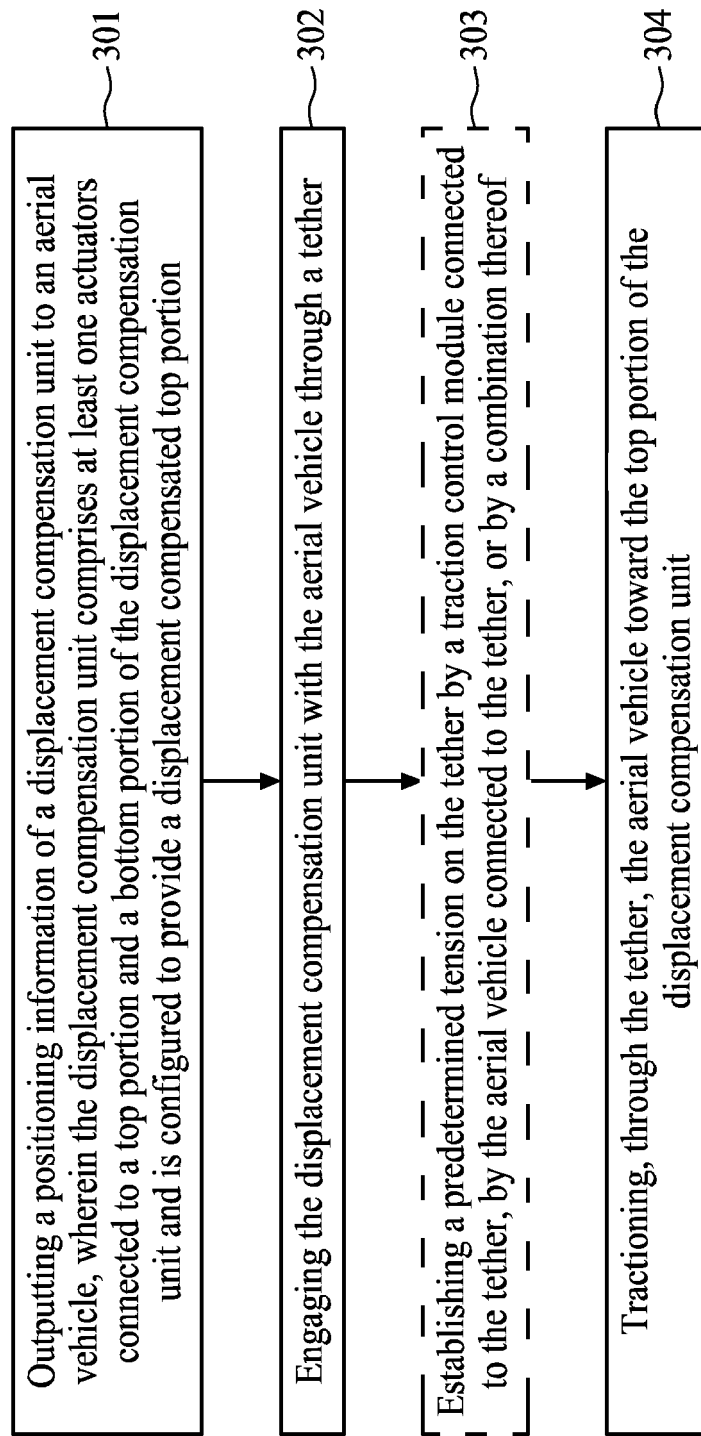 Outputting a positioning information of a displacement compensation unit to an aerial
vehicle, wherein the displacement compensation unit comprises at least one actuators
connected to a top portion and a bottom portion of the displacement compensation
unit and is configured to provide a displacement compensated top portion
301
Engaging the displacement compensation unit with the aerial vehicle through a tether
302
Establishing a predetermined tension on the tether by a traction control module connected
to the tether, by the aerial vehicle connected to the tether, or by a combination thereof
303
Tractioning, through the tether, the aerial vehicle toward the top portion of the
displacement compensation unit
304